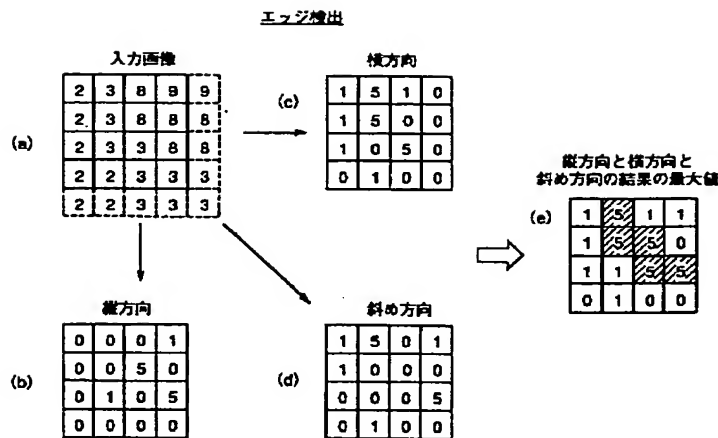 エッジ検出
入力画像
(a)
2 3 8 9 9
2 3 8 8 8
2 3 3 8 8
2 2 3 3 3
2 2 3 3 3
横方向
(c)
1 5 1 0
1 5 0 0
1 0 5 0
0 1 0 0
縦方向
(b)
0 0 0 1
0 0 5 0
0 1 0 5
0 0 0 0
斜め方向
(d)
1 5 0 1
1 0 0 0
0 0 0 5
0 1 0 0
縦方向と横方向と
斜め方向の結果の最大値
(e)
1 5 1 1
1 5 5 0
1 1 5 5
0 1 0 0